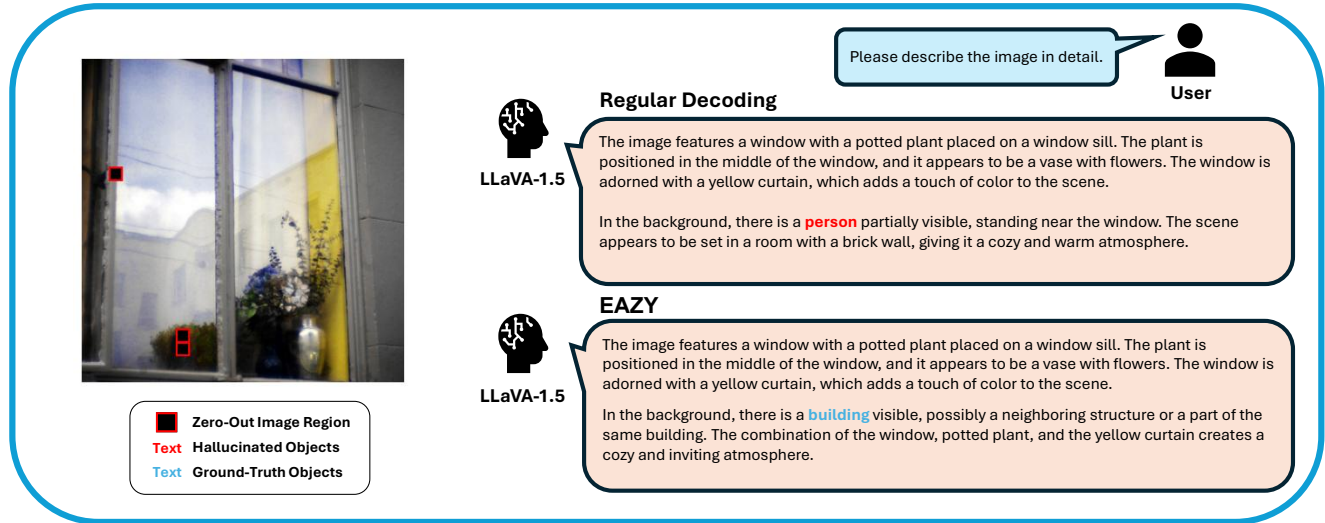 Please describe the image in detail.
User
Regular Decoding
LLaVA-1.5
The image features a window with a potted plant placed on a window sill. The plant is
positioned in the middle of the window, and it appears to be a vase with flowers. The window is
adorned with a yellow curtain, which adds a touch of color to the scene.
In the background, there is a person partially visible, standing near the window. The scene
appears to be set in a room with a brick wall, giving it a cozy and warm atmosphere.
EAZY
LLaVA-1.5
The image features a window with a potted plant placed on a window sill. The plant is
positioned in the middle of the window, and it appears to be a vase with flowers. The window is
adorned with a yellow curtain, which adds a touch of color to the scene.
In the background, there is a building visible, possibly a neighboring structure or a part of the
same building. The combination of the window, potted plant, and the yellow curtain creates a
cozy and inviting atmosphere.
Zero-Out Image Region
Text Hallucinated Objects
Text Ground-Truth Objects